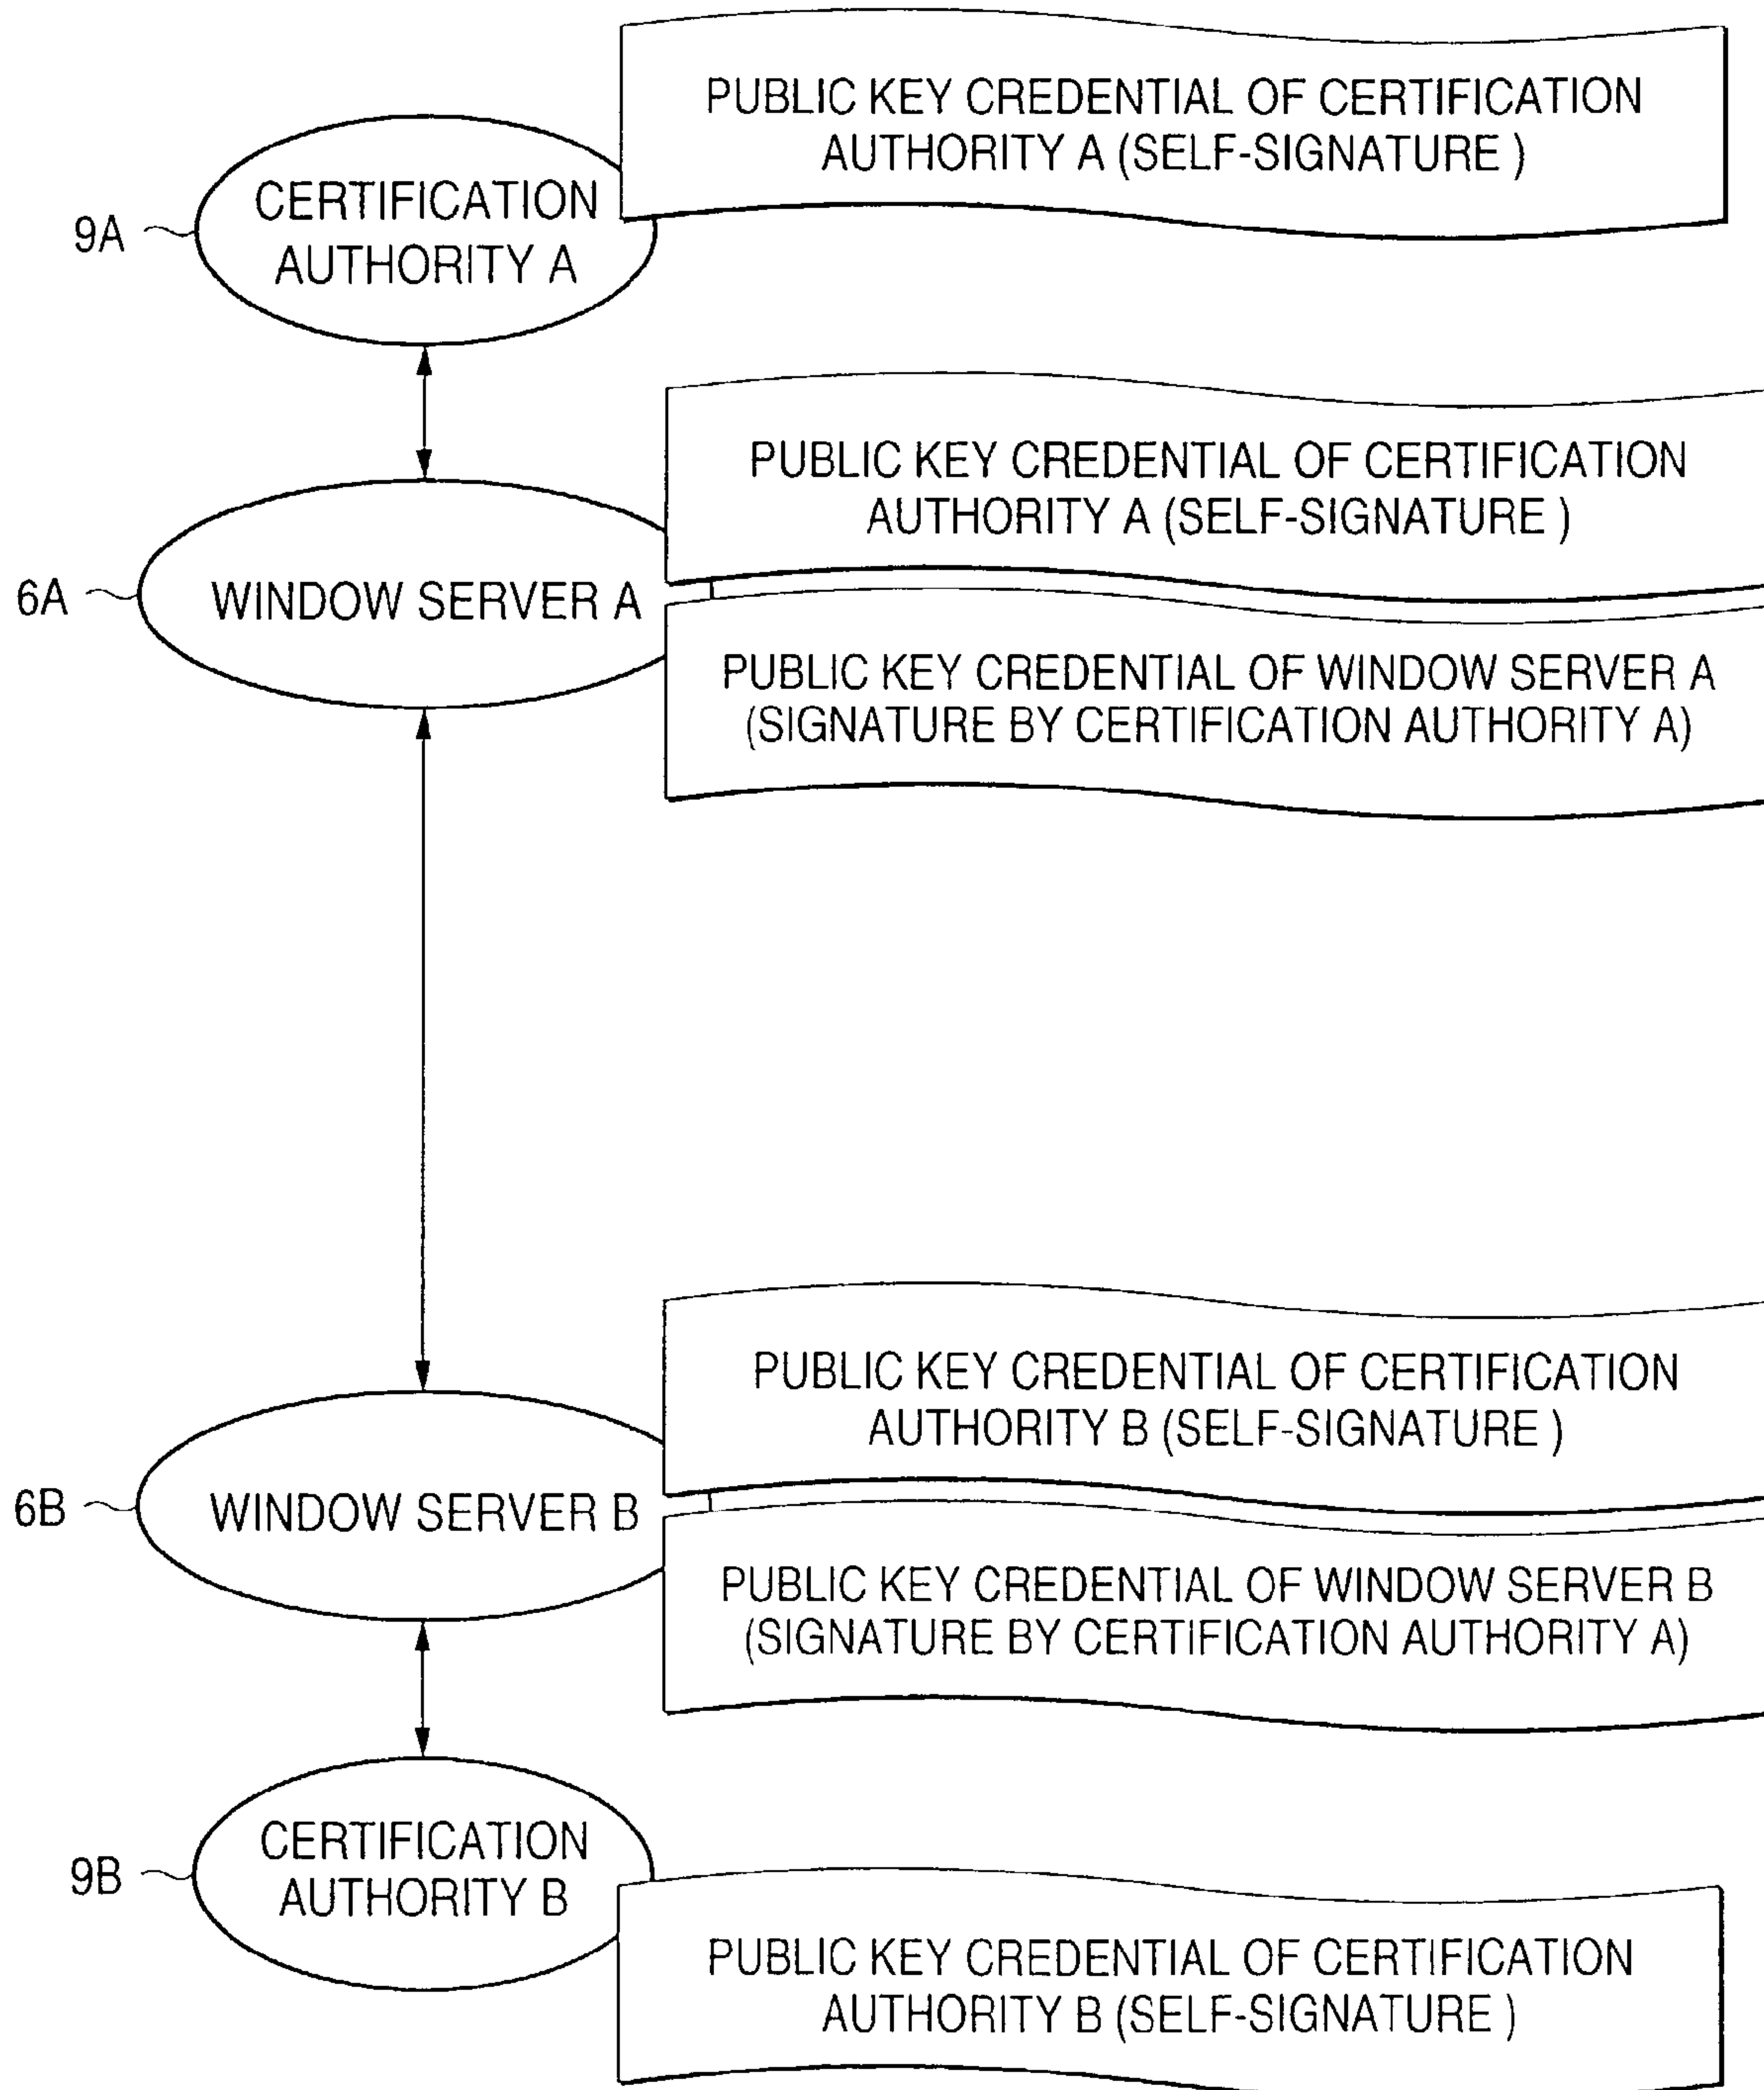 PUBLIC KEY CREDENTIAL OF CERTIFICATION
AUTHORITY A (SELF-SIGNATURE )
CERTIFICATION
AUTHORITY A
9A
PUBLIC KEY CREDENTIAL OF CERTIFICATION
AUTHORITY A (SELF-SIGNATURE )
6A
WINDOW SERVER A
PUBLIC KEY CREDENTIAL OF WINDOW SERVER A
(SIGNATURE BY CERTIFICATION AUTHORITY A)
PUBLIC KEY CREDENTIAL OF CERTIFICATION
AUTHORITY B (SELF-SIGNATURE )
6B
WINDOW SERVER B
PUBLIC KEY CREDENTIAL OF WINDOW SERVER B
(SIGNATURE BY CERTIFICATION AUTHORITY A)
CERTIFICATION
AUTHORITY B
9B
PUBLIC KEY CREDENTIAL OF CERTIFICATION
AUTHORITY B (SELF-SIGNATURE )